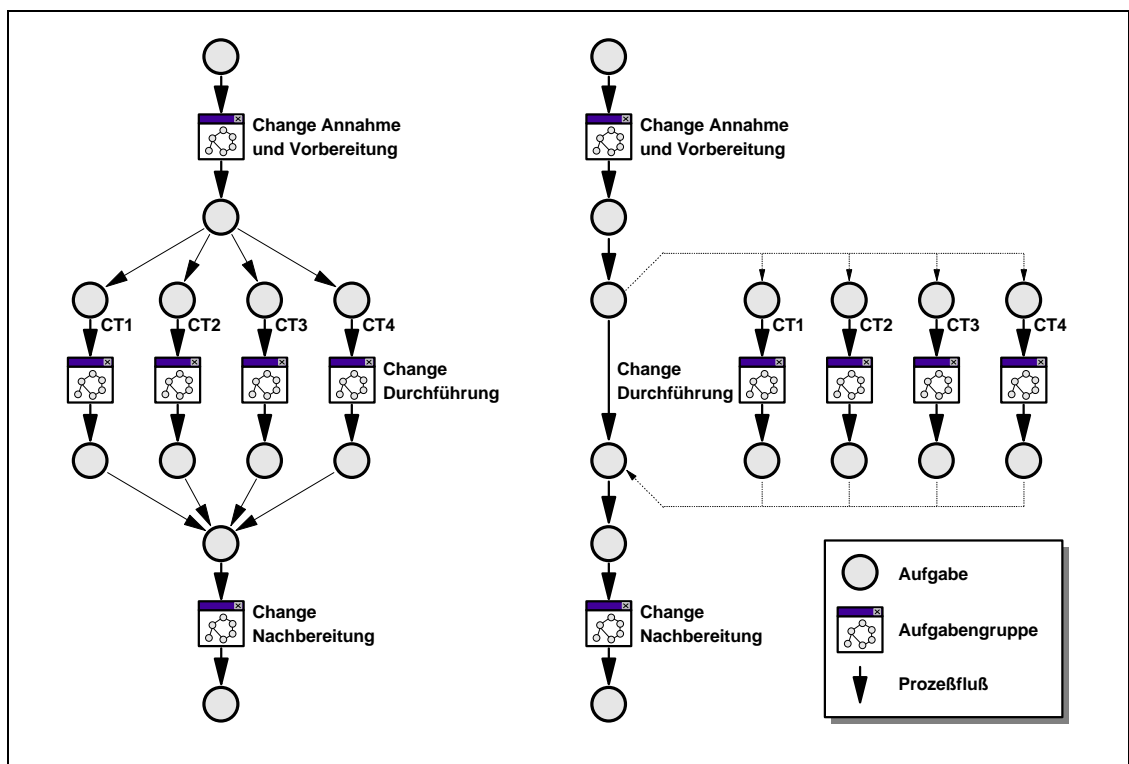 Change Annahme
und Vorbereitung
CT1
CT2
CT3
CT4
Change
Durchführung
Change
Nachbereitung
Change Annahme
und Vorbereitung
Change
Durchführung
CT1
CT2
CT3
CT4
Change
Nachbereitung
Aufgabe
Aufgabengruppe
Prozeßfluß